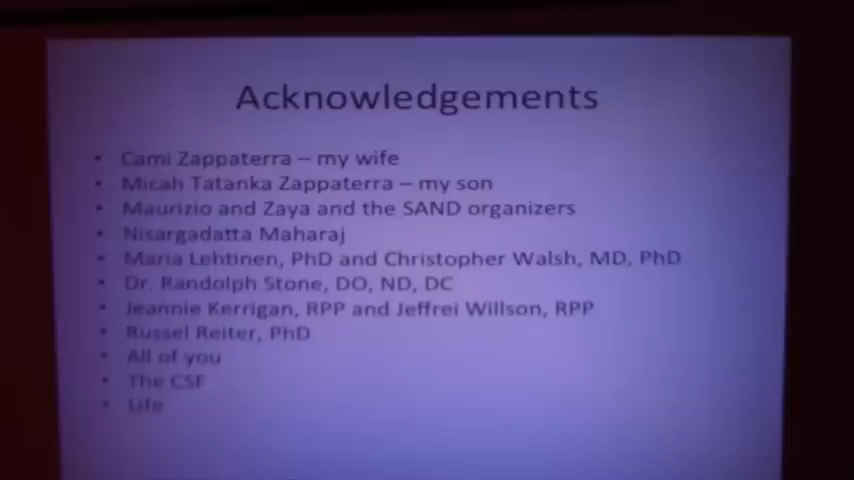 Acknowledgements
• Cami Zappaterra – my wife
• Micah Tatanka Zappaterra – my son
• Maurizio and Zaya and the SAND organizers
• Nisargadatta Maharaj
• Maria Lehtinen, PhD and Christopher Walsh, MD, PhD
• Dr. Randolph Stone, DO, ND, DC
• Jeannie Kerrigan, RPP and Jeffrei Willson, RPP
• Russel Reiter, PhD
• All of you
• The CSF
• Life